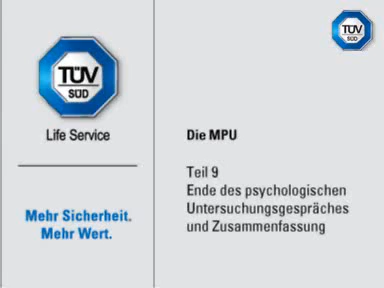 TÜV
SÜD
Life Service
Mehr Sicherheit.
Mehr Wert.
TÜV
SÜD
Die MPU
Teil 9
Ende des psychologischen
Untersuchungsgespräches
und Zusammenfassung